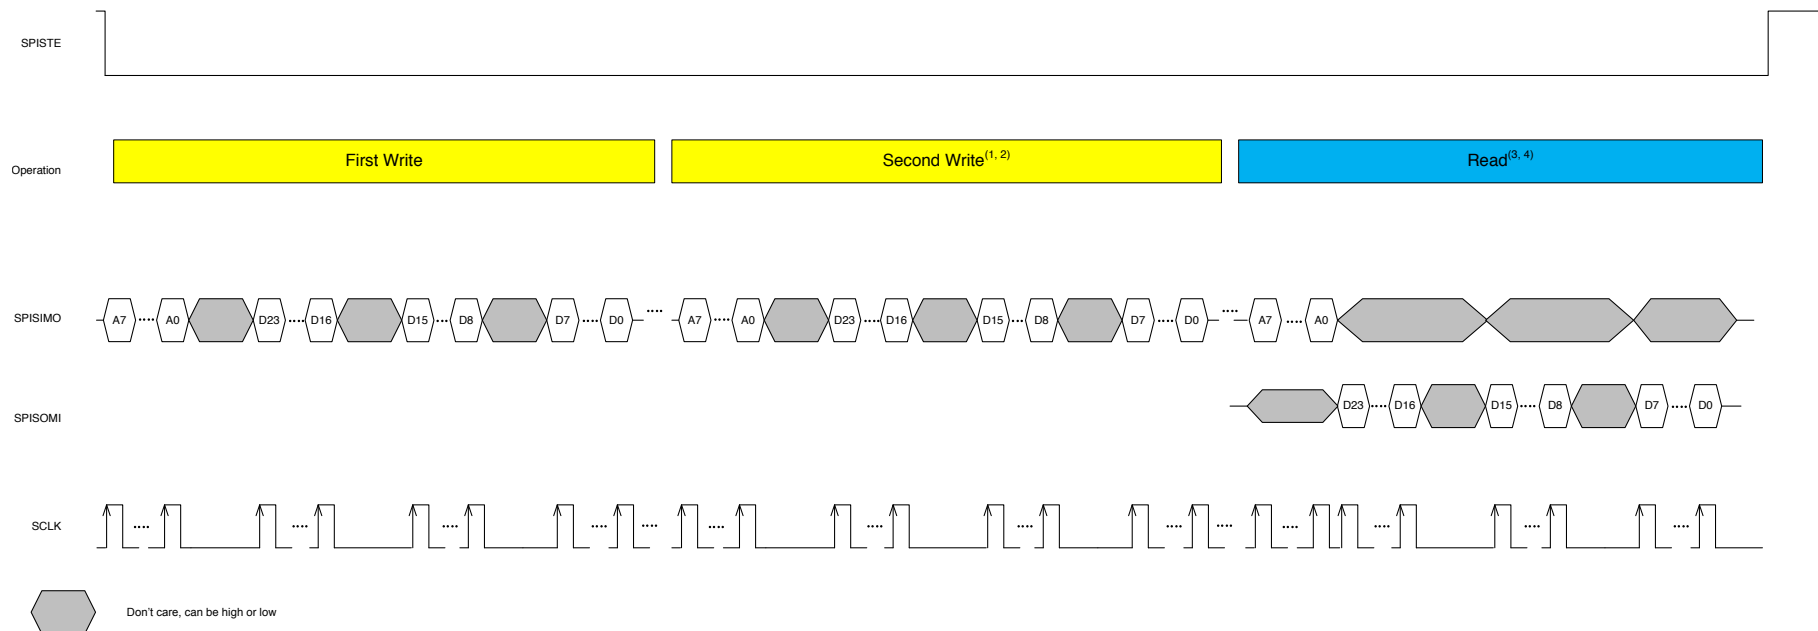 SPISTE
Operation First Write Second Write(1, 2) Read(3, 4)
SPISIMO A7 .... A0 D23 .... D16 D15 ... D8 D7 .... D0 .... A7 .... A0 D23 .... D16 D15 ... D8 D7 .... D0 .... A7 .... A0
SPISOMI D23 .... D16 D15 .... D8 D7 .... D0
SCLK .... .... .... .... .... .... .... .... .... .... .... .... .... ....
Don't care, can be high or low